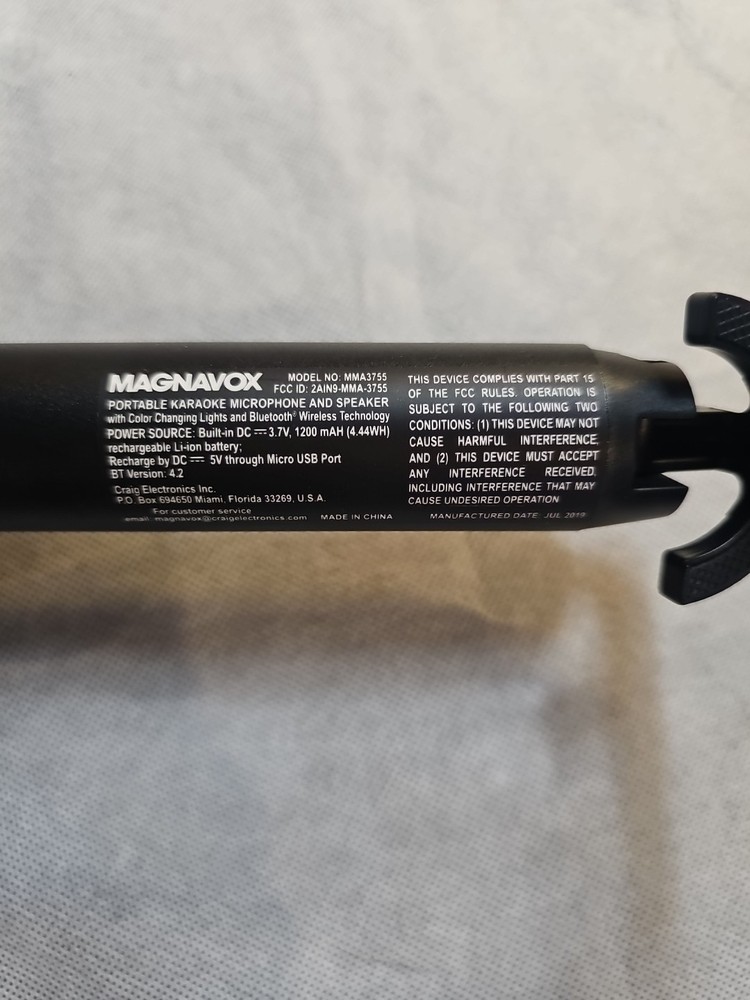 MAGNAVOX
MODEL NO: MMA3755
FCC ID: 2AIN9-MMA-3755
PORTABLE KARAOKE MICROPHONE AND SPEAKER
with Color Changing Lights and Bluetooth® Wireless Technology
POWER SOURCE: Built-in DC ⎓ 3.7V, 1200 mAH (4.44WH)
rechargeable Li-ion battery;
Recharge by DC ⎓ 5V through Micro USB Port
BT Version: 4.2
Craig Electronics Inc.
P.O. Box 694650 Miami, Florida 33269, U.S.A.
For customer service
email: magnavox@craigelectronics.com MADE IN CHINA
THIS DEVICE COMPLIES WITH PART 15
OF THE FCC RULES. OPERATION IS
SUBJECT TO THE FOLLOWING TWO
CONDITIONS: (1) THIS DEVICE MAY NOT
CAUSE HARMFUL INTERFERENCE,
AND (2) THIS DEVICE MUST ACCEPT
ANY INTERFERENCE RECEIVED,
INCLUDING INTERFERENCE THAT MAY
CAUSE UNDESIRED OPERATION
MANUFACTURED DATE: JUL 2019